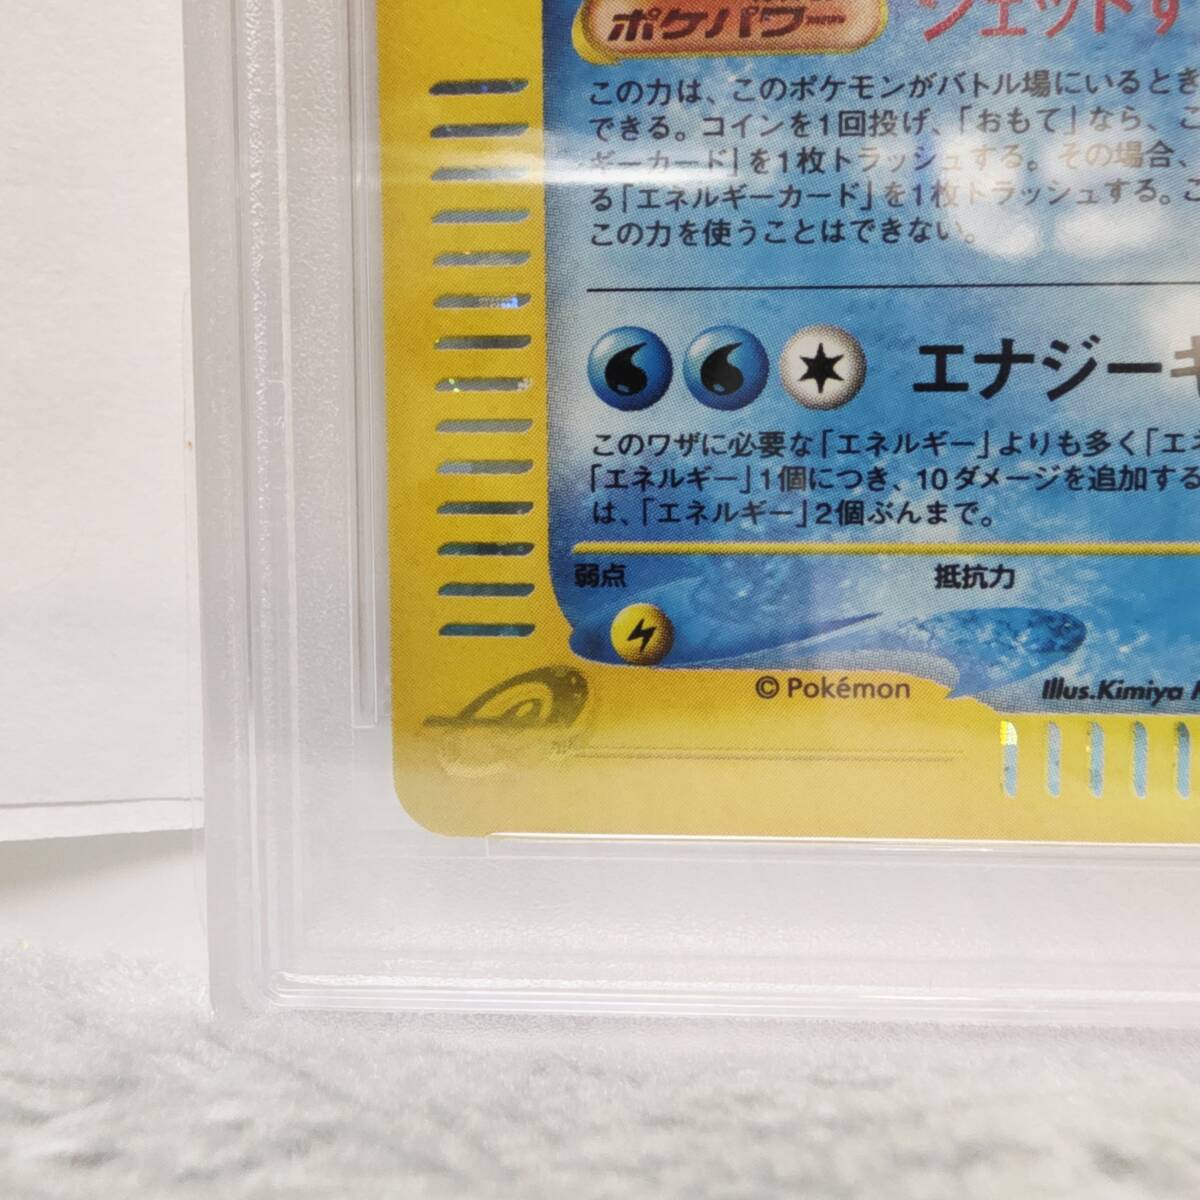 ポケパワー
ジェットす
この力は、このポケモンがバトル場にいるとき
できる。コインを1回投げ、「おもて」なら、こ
ギーカード」を1枚トラッシュする。その場合、
る「エネルギーカード」を1枚トラッシュする。こ
この力を使うことはできない。
エナジーキ
このワザに必要な「エネルギー」よりも多く「エ
「エネルギー」1個につき、10ダメージを追加する
は、「エネルギー」2個ぶんまで。
弱点
抵抗力
© Pokémon
Illus.Kimiya